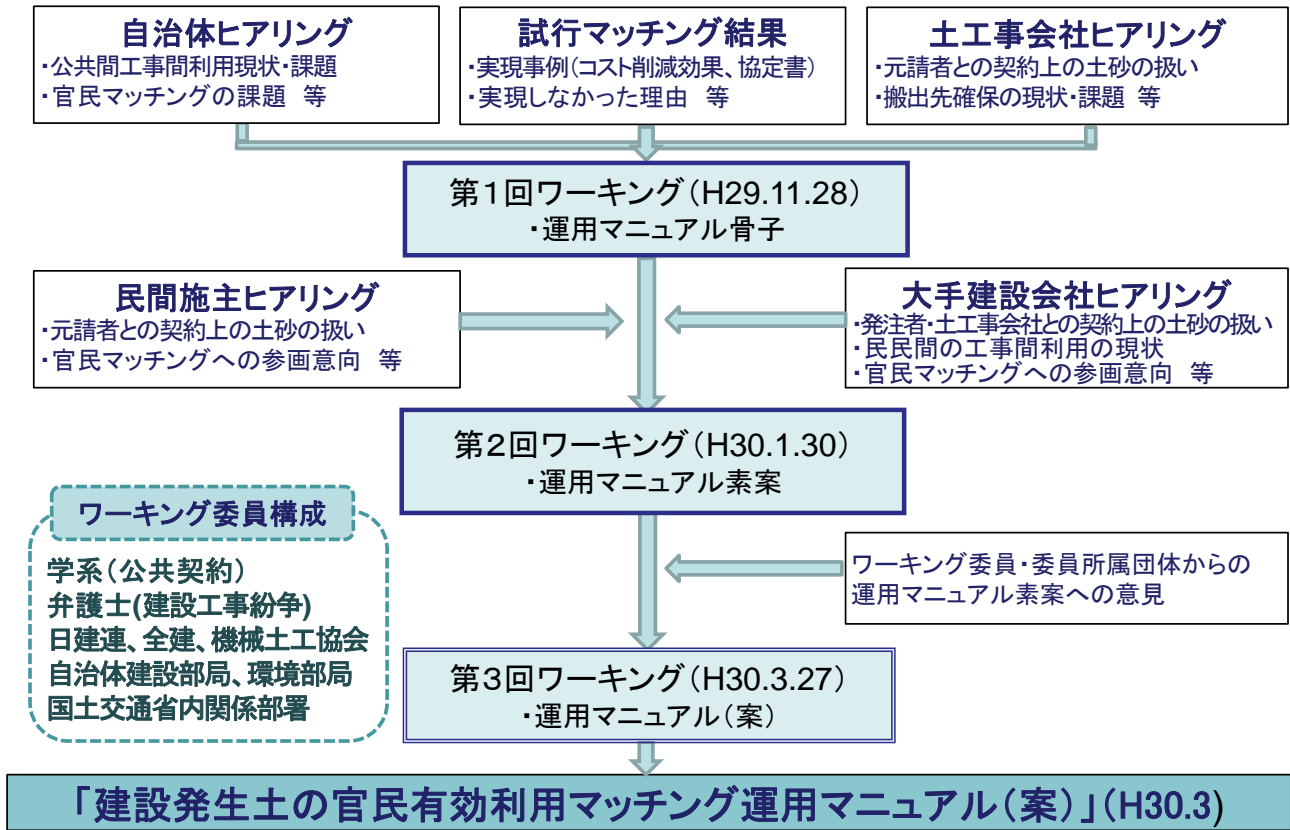 自治体ヒアリング
・公共間工事間利用現状・課題
・官民マッチングの課題 等
試行マッチング結果
・実現事例(コスト削減効果、協定書)
・実現しなかった理由 等
土工事会社ヒアリング
・元請者との契約上の土砂の扱い
・搬出先確保の現状・課題 等
第１回ワーキング(H29.11.28)
・運用マニュアル骨子
民間施主ヒアリング
・元請者との契約上の土砂の扱い
・官民マッチングへの参画意向 等
大手建設会社ヒアリング
・発注者・土工事会社との契約上の土砂の扱い
・民民間の工事間利用の現状
・官民マッチングへの参画意向 等
第２回ワーキング(H30.1.30)
・運用マニュアル素案
ワーキング委員構成
学系(公共契約)
弁護士(建設工事紛争)
日建連、全建、機械土工協会
自治体建設部局、環境部局
国土交通省内関係部署
ワーキング委員・委員所属団体からの
運用マニュアル素案への意見
第３回ワーキング(H30.3.27)
・運用マニュアル(案)
「建設発生土の官民有効利用マッチング運用マニュアル(案)」(H30.3)